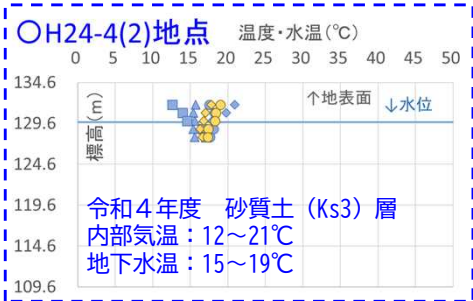 〇H24-4(2)地点 温度・水温(℃)
0 5 10 15 20 25 30 35 40 45 50
134.6
↑地表面 ↓水位
129.6
標高(m)
124.6
119.6
令和4年度 砂質土(Ks3)層
内部気温:12～21℃
114.6
地下水温:15～19℃
109.6